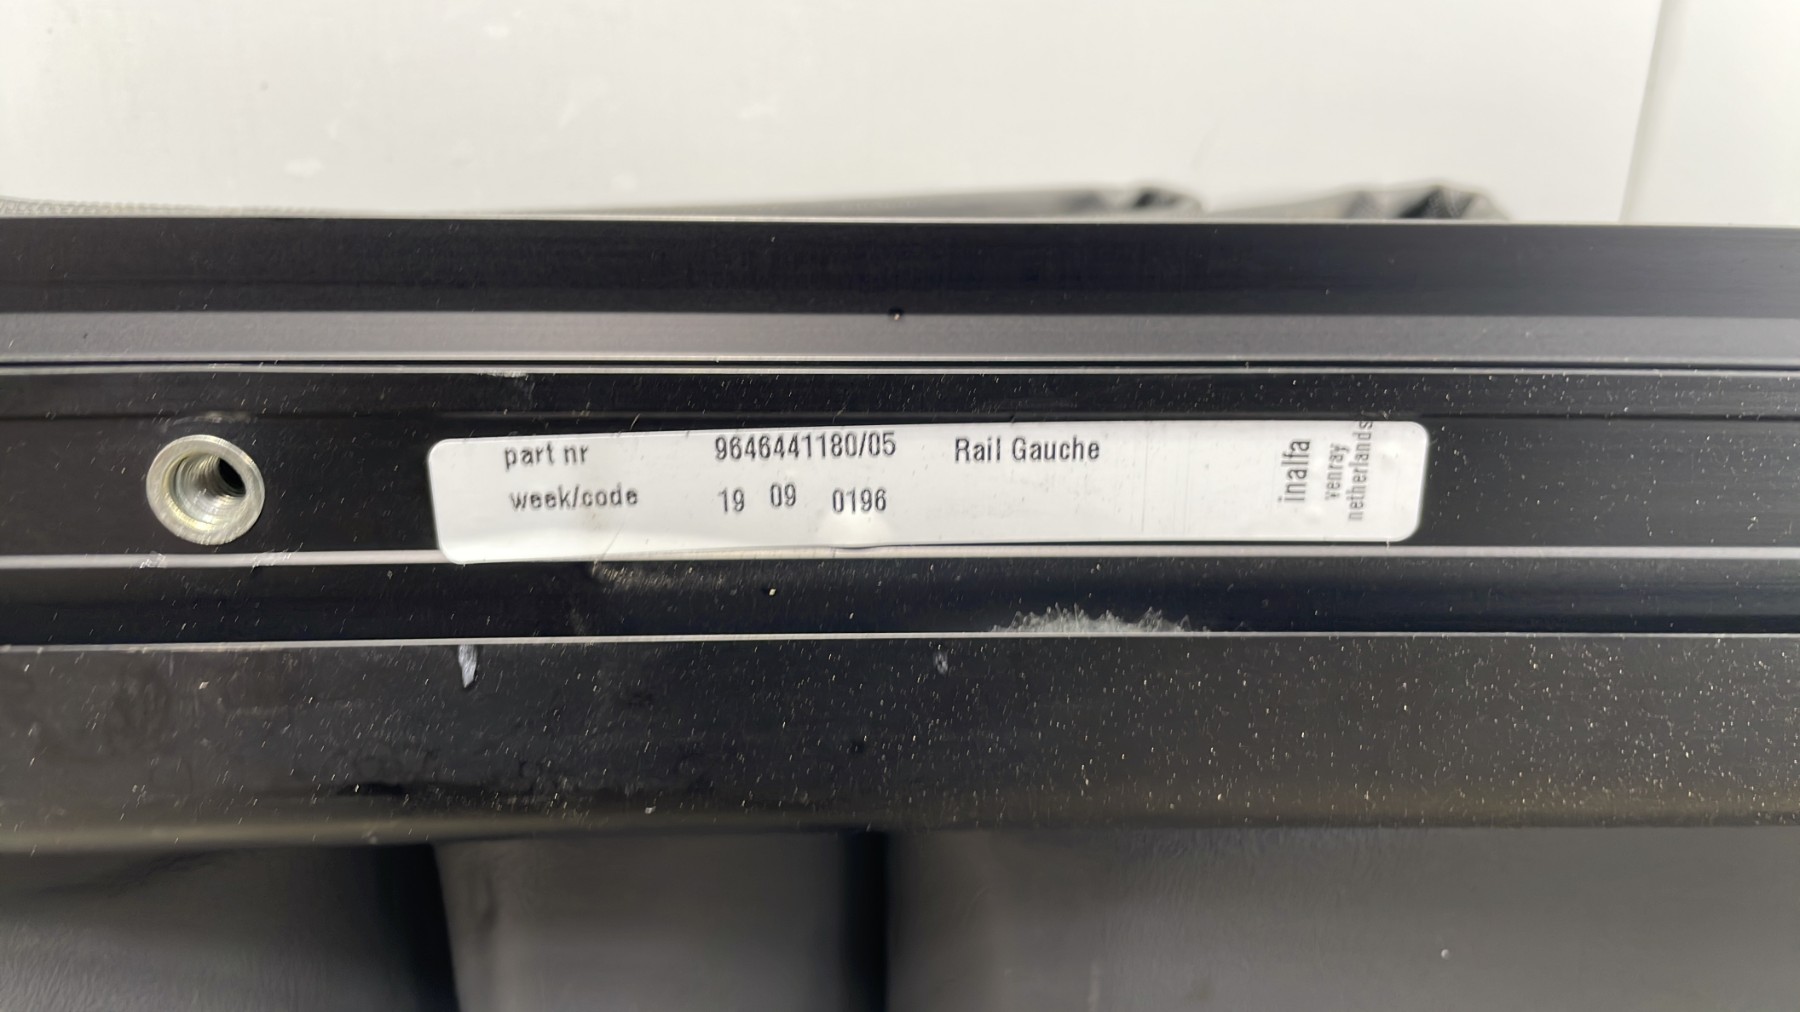 part nr 9646441180/05 Rail Gauche
week/code 19 09 0196
inalfa
venray
netherlands